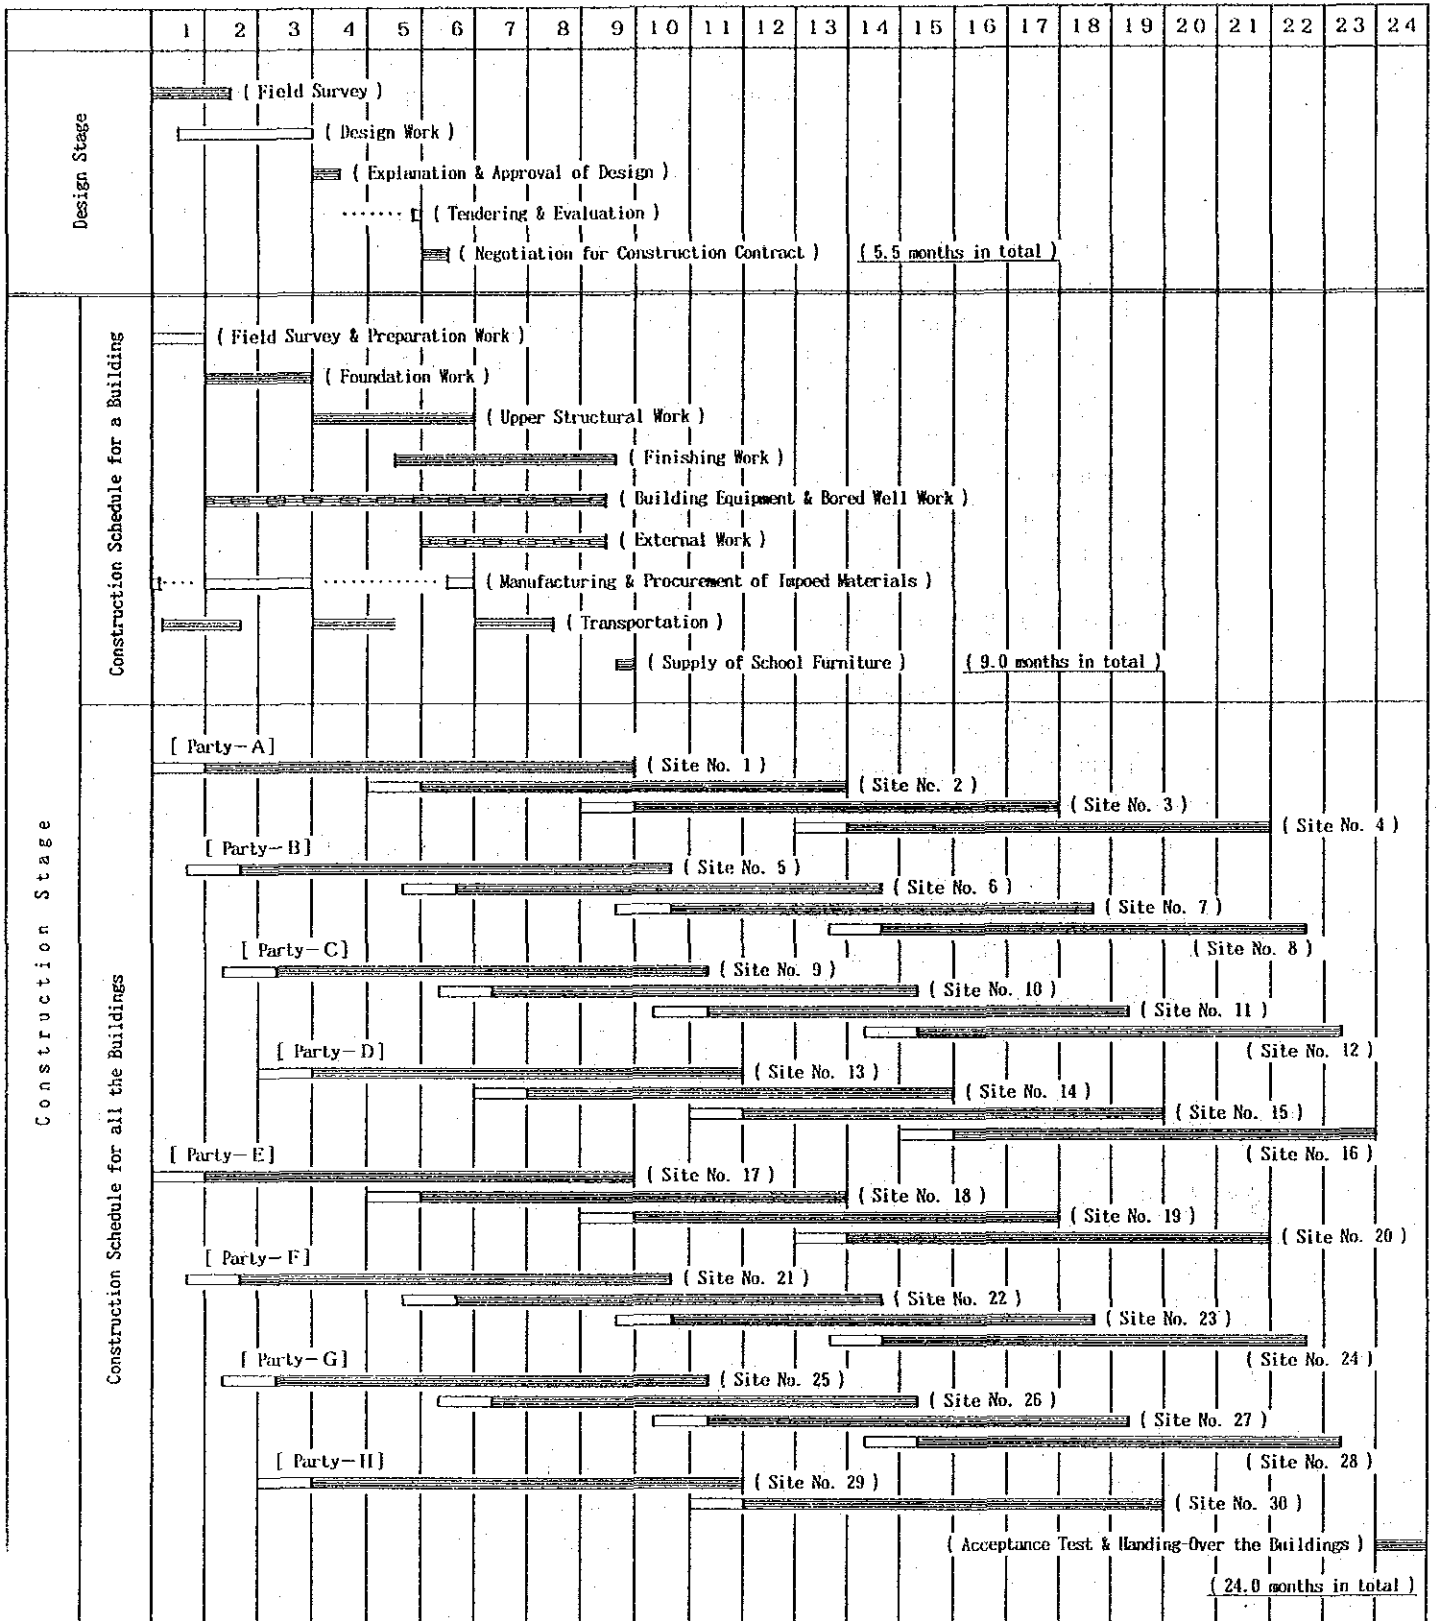 1 2 3 4 5 6 7 8 9 10 11 12 13 14 15 16 17 18 19 20 21 22 23 24
Design Stage
( Field Survey )
( Design Work )
( Explanation & Approval of Design )
( Tendering & Evaluation )
( Negotiation for Construction Contract ) ( 5.5 months in total )
Construction Stage
Construction Schedule for a Building
( Field Survey & Preparation Work )
( Foundation Work )
( Upper Structural Work )
( Finishing Work )
( Building Equipment & Bored Well Work )
( External Work )
( Manufacturing & Procurement of Impoed Materials )
( Transportation )
( Supply of School Furniture ) ( 9.0 months in total )
Construction Schedule for all the Buildings
[ Party-A]
( Site No. 1 )
( Site No. 2 )
( Site No. 3 )
( Site No. 4 )
[ Party-B]
( Site No. 5 )
( Site No. 6 )
( Site No. 7 )
( Site No. 8 )
[ Party-C]
( Site No. 9 )
( Site No. 10 )
( Site No. 11 )
( Site No. 12 )
[ Party-D]
( Site No. 13 )
( Site No. 14 )
( Site No. 15 )
( Site No. 16 )
[ Party-E]
( Site No. 17 )
( Site No. 18 )
( Site No. 19 )
( Site No. 20 )
[ Party-F]
( Site No. 21 )
( Site No. 22 )
( Site No. 23 )
( Site No. 24 )
[ Party-G]
( Site No. 25 )
( Site No. 26 )
( Site No. 27 )
( Site No. 28 )
[ Party-H]
( Site No. 29 )
( Site No. 30 )
( Acceptance Test & Handing-Over the Buildings )
( 24.0 months in total )